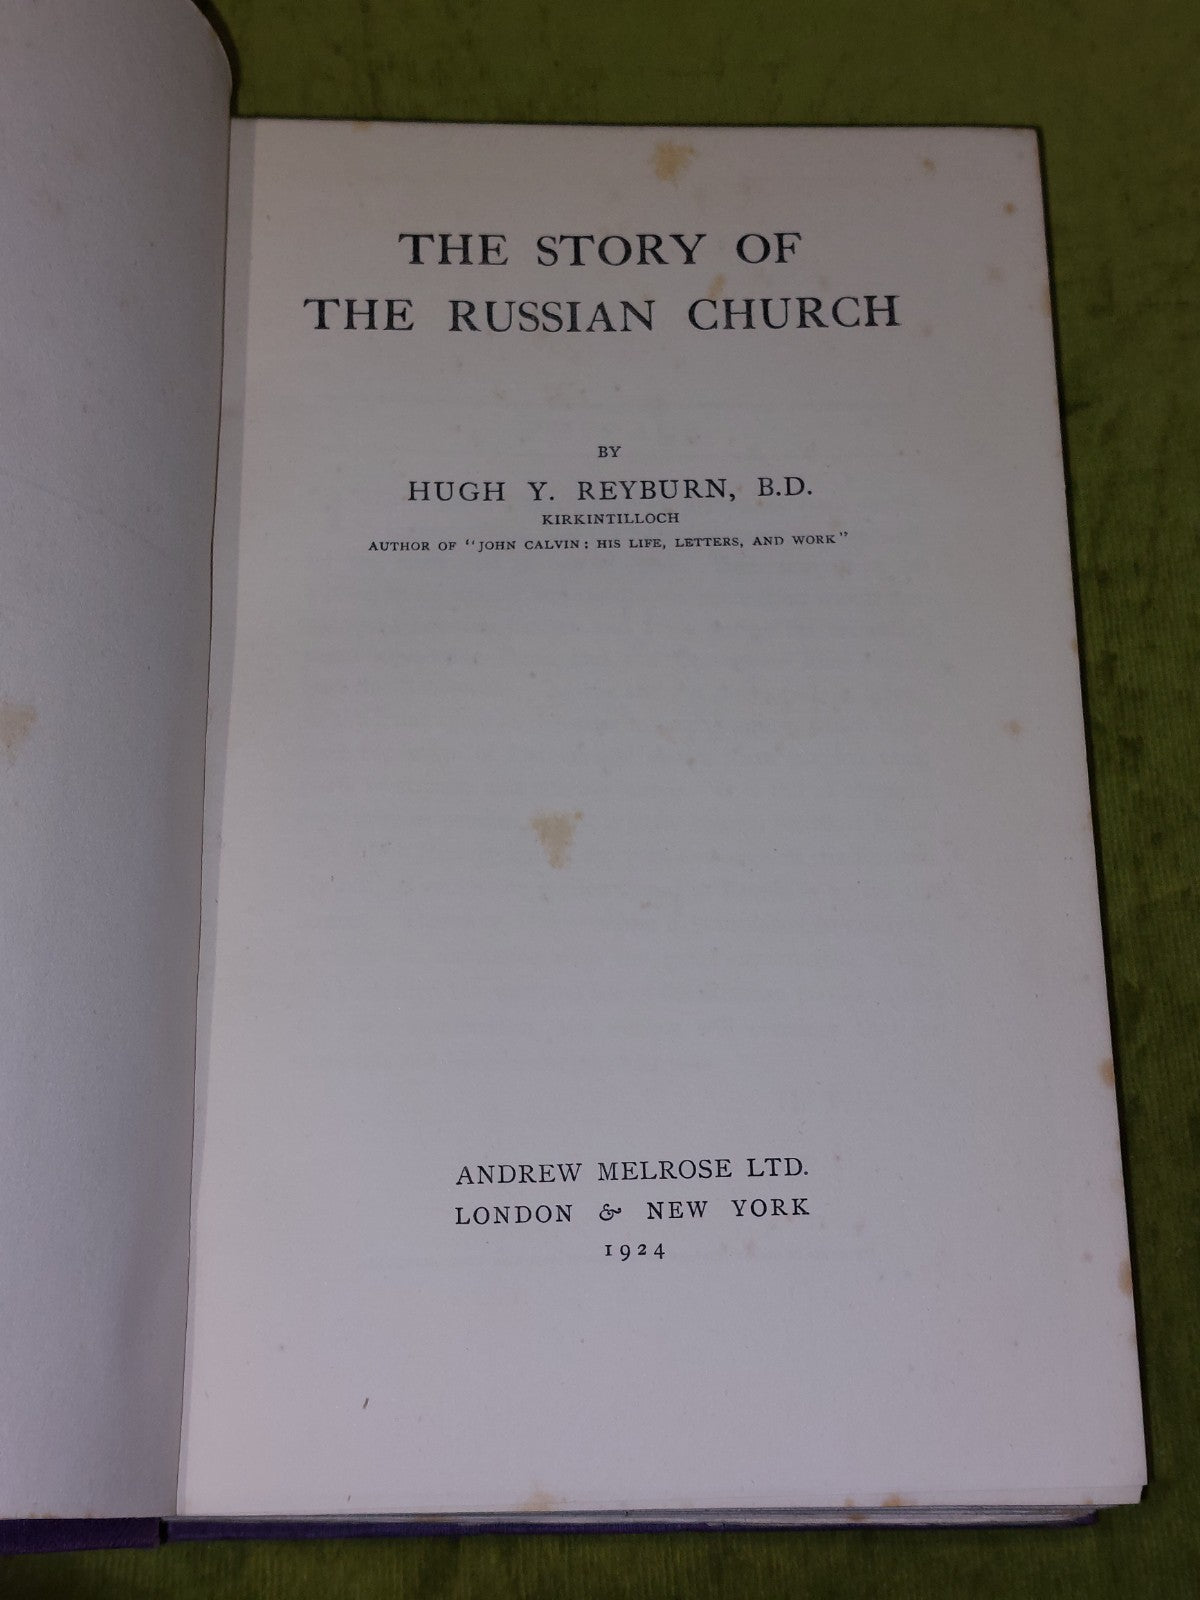 THE STORY OF
THE RUSSIAN CHURCH
BY
HUGH Y. REYBURN, B.D.
KIRKINTILLOCH
AUTHOR OF "JOHN CALVIN: HIS LIFE, LETTERS, AND WORK"
ANDREW MELROSE LTD.
LONDON & NEW YORK
1924